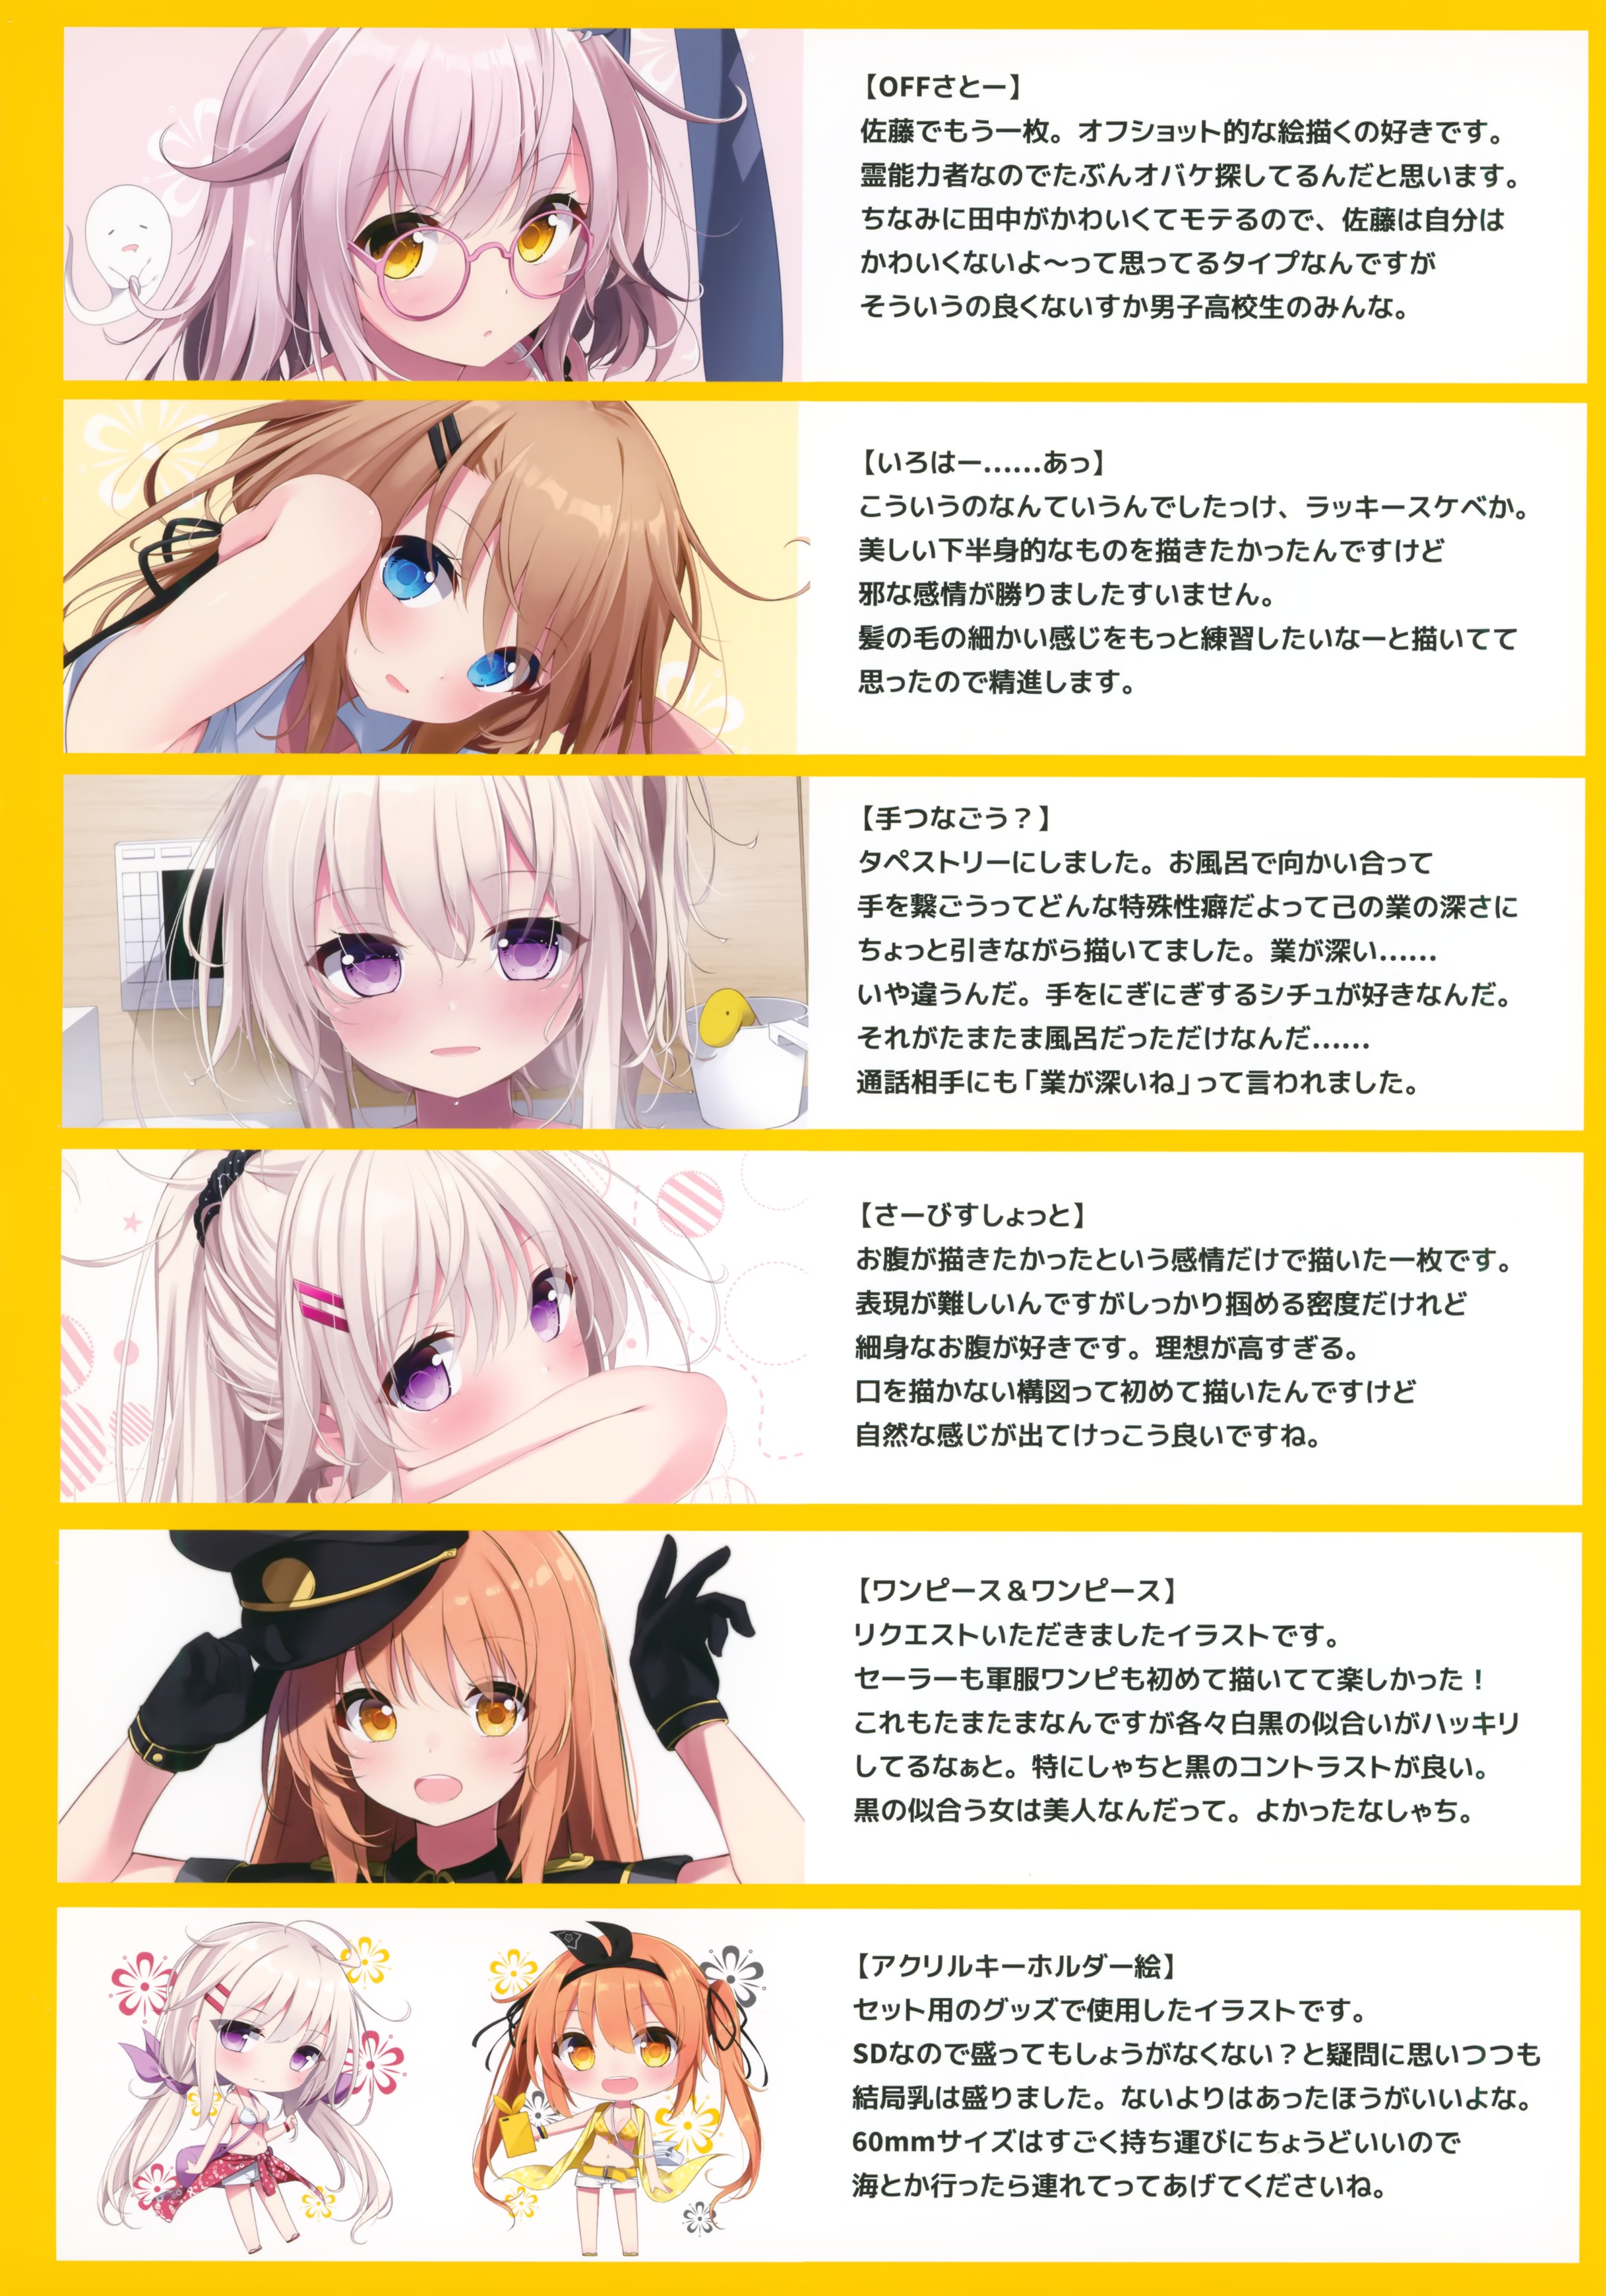 【OFFさとー】
佐藤でもう一枚。オフショット的な絵描くの好きです。
霊能力者なのでたぶんオバケ探してるんだと思います。
ちなみに田中がかわいくてモテるので、佐藤は自分は
かわいくないよ～って思ってるタイプなんですが
そういうの良くないすか男子高校生のみんな。
【いろはー……あっ】
こういうのなんていうんでしたっけ、ラッキースケベか。
美しい下半身的なものを描きたかったんですけど
邪な感情が勝りましたすいません。
髪の毛の細かい感じをもっと練習したいなーと描いてて
思ったので精進します。
【手つなごう？】
タペストリーにしました。お風呂で向かい合って
手を繋ごうってどんな特殊性癖だよって己の業の深さに
ちょっと引きながら描いてました。業が深い……
いや違うんだ。手をにぎにぎするシチュが好きなんだ。
それがたまたま風呂だっただけなんだ……
通話相手にも「業が深いね」って言われました。
【さーびすしょっと】
お腹が描きたかったという感情だけで描いた一枚です。
表現が難しいんですがしっかり掴める密度だけれど
細身なお腹が好きです。理想が高すぎる。
口を描かない構図って初めて描いたんですけど
自然な感じが出てけっこう良いですね。
【ワンピース＆ワンピース】
リクエストいただきましたイラストです。
セーラーも軍服ワンピも初めて描いてて楽しかった！
これもたまたまなんですが各々白黒の似合いがハッキリ
してるなぁと。特にしゃちと黒のコントラストが良い。
黒の似合う女は美人なんだって。よかったなしゃち。
【アクリルキーホルダー絵】
セット用のグッズで使用したイラストです。
SDなので盛ってもしょうがなくない？と疑問に思いつつも
結局乳は盛りました。ないよりはあったほうがいいよな。
60mmサイズはすごく持ち運びにちょうどいいので
海とか行ったら連れてってあげてくださいね。